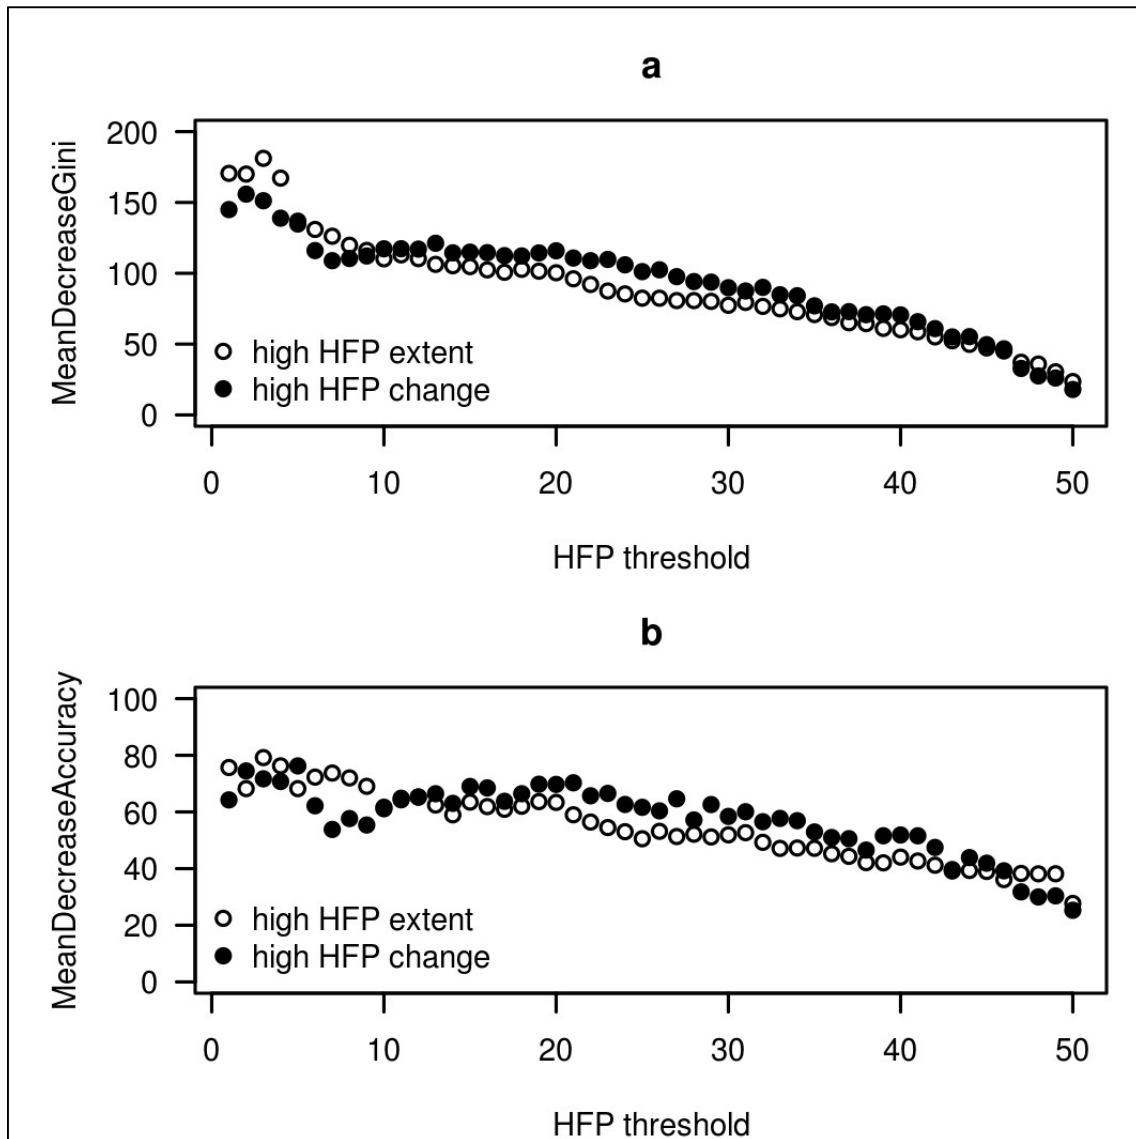 a
MeanDecreaseGini
200
150
100
50
0
high HFP extent
high HFP change
0 10 20 30 40 50
HFP threshold
b
MeanDecreaseAccuracy
100
80
60
40
20
0
high HFP extent
high HFP change
0 10 20 30 40 50
HFP threshold